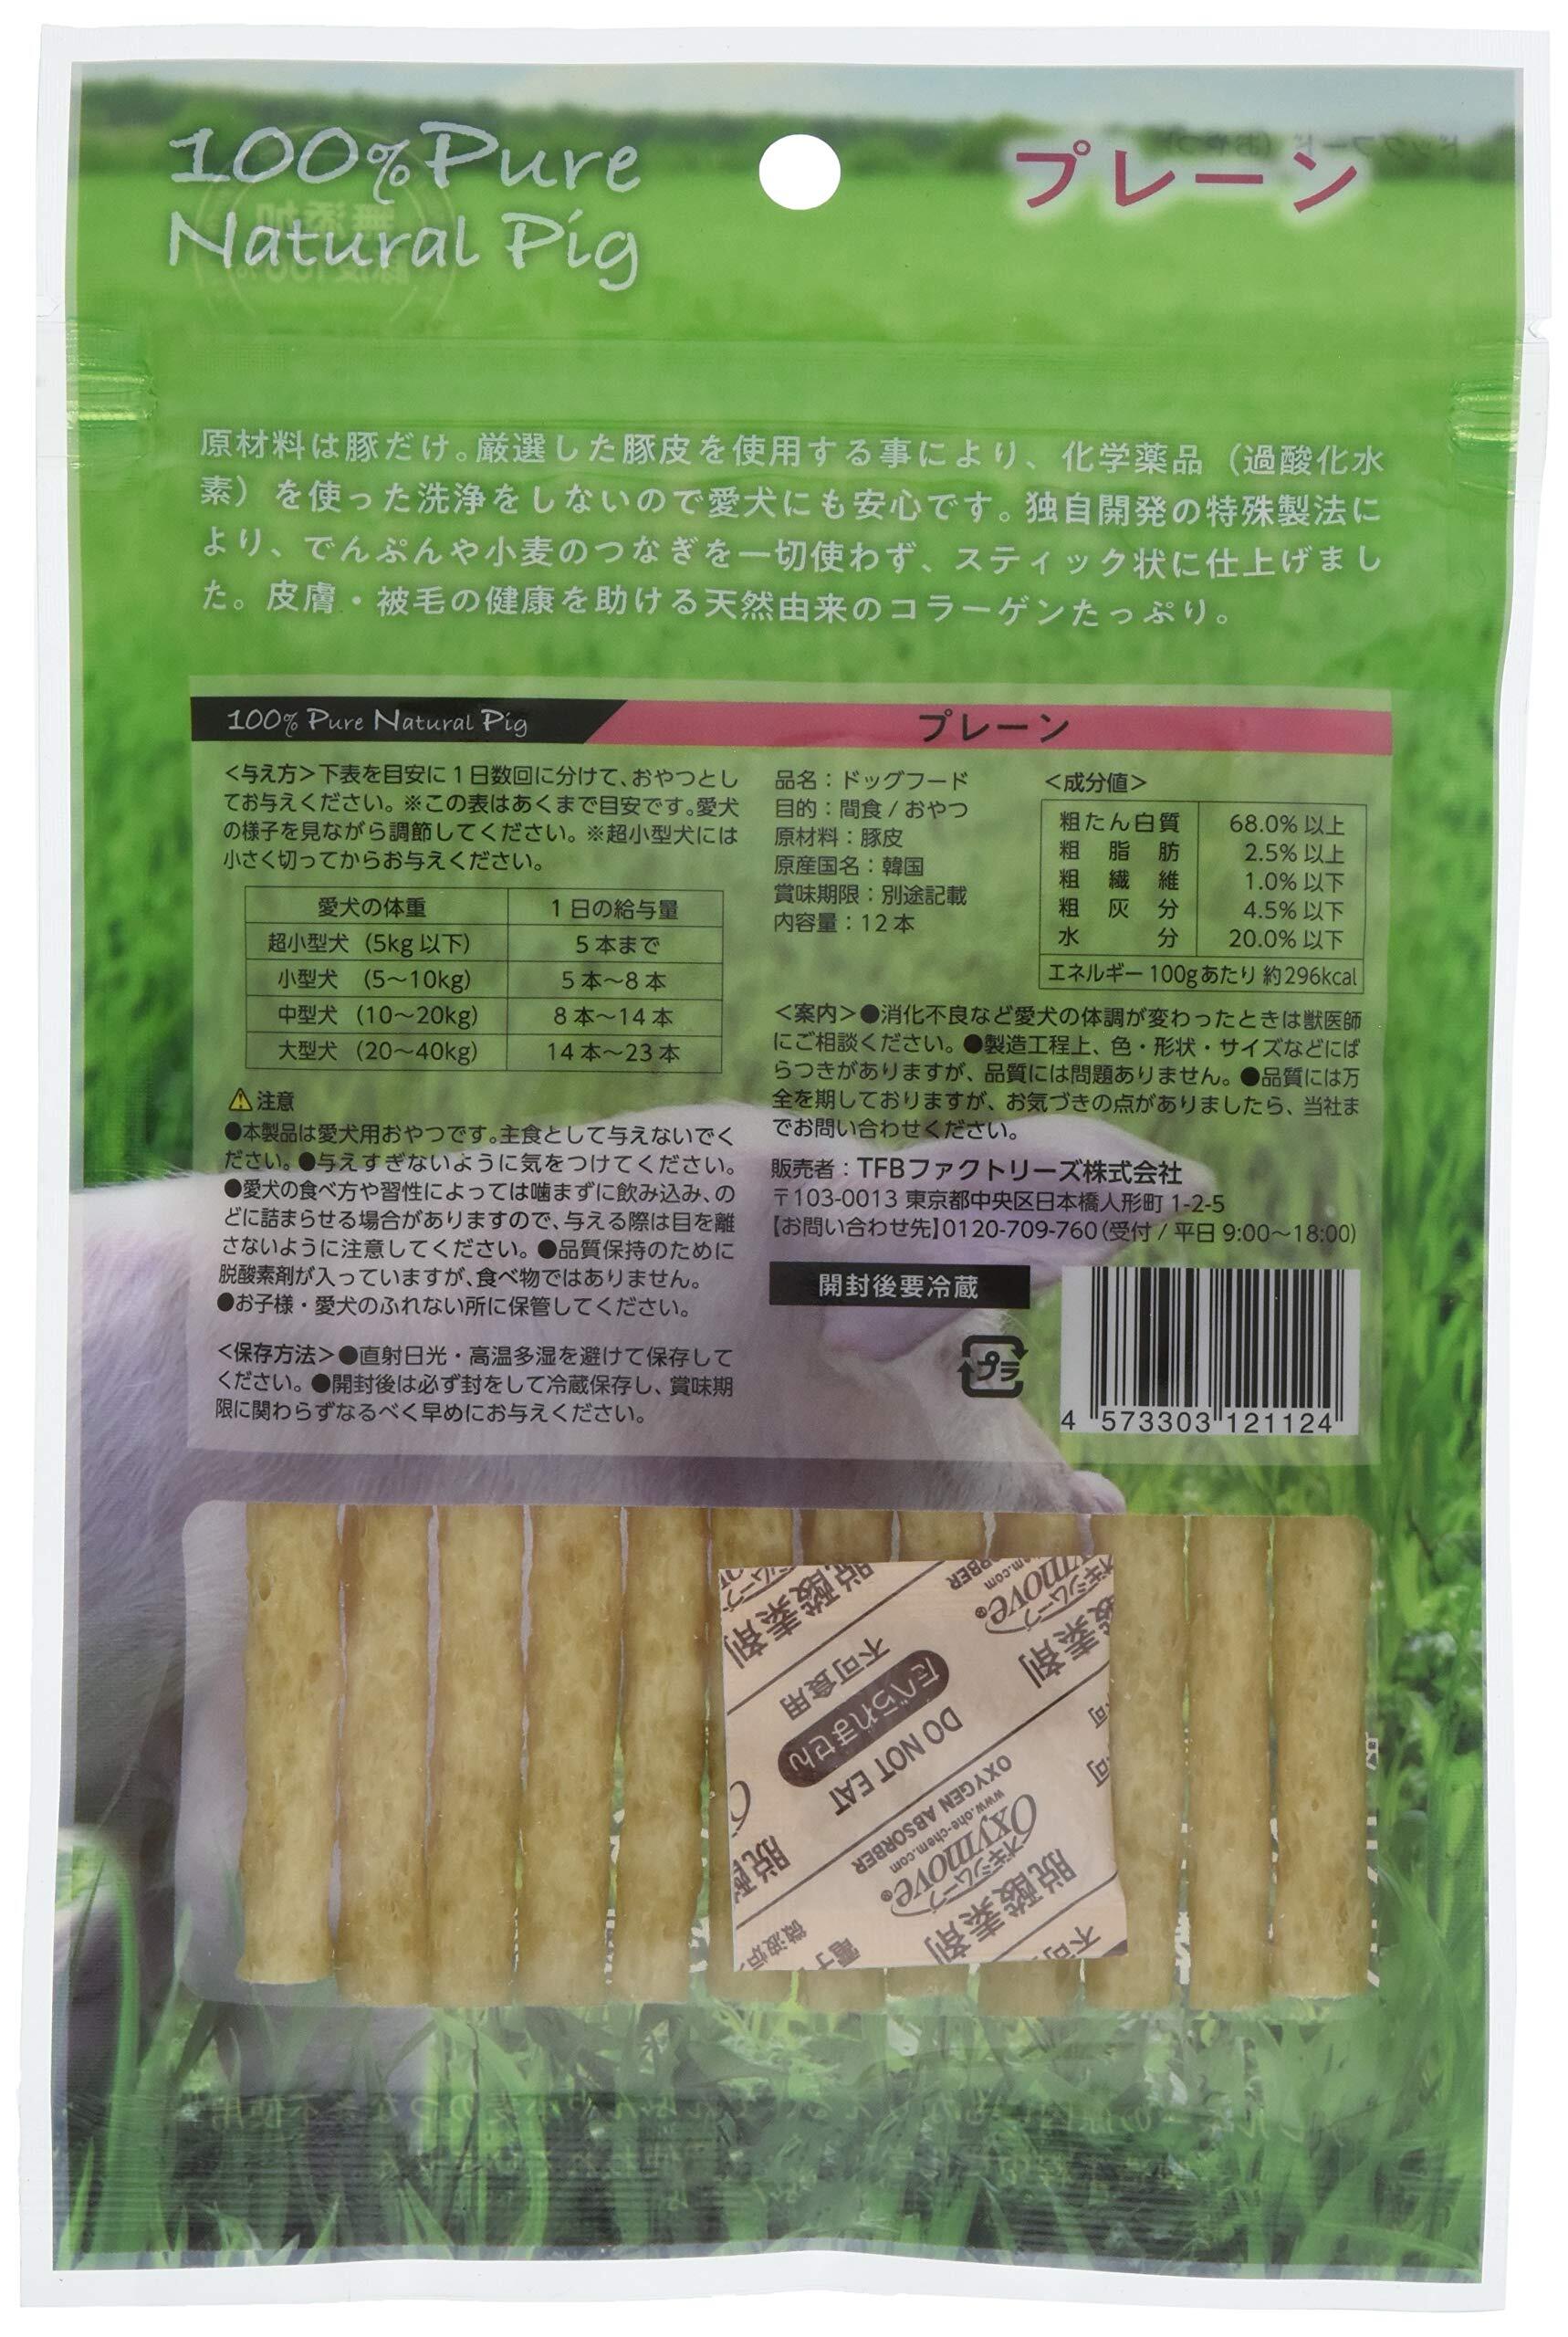 100%Pure
Natural Pig
プレーン
原材料は豚だけ。厳選した豚皮を使用する事により、化学薬品（過酸化水
素）を使った洗浄をしないので愛犬にも安心です。独自開発の特殊製法に
より、でんぷんや小麦のつなぎを一切使わず、スティック状に仕上げまし
た。皮膚・被毛の健康を助ける天然由来のコラーゲンたっぷり。
100% Pure Natural Pig
プレーン
＜与え方＞下表を目安に1日数回に分けて、おやつとし
てお与えください。※この表はあくまで目安です。愛犬
の様子を見ながら調節してください。※超小型犬には
小さく切ってからお与えください。
愛犬の体重 1日の給与量
超小型犬（5kg以下） 5本まで
小型犬（5〜10kg） 5本〜8本
中型犬（10〜20kg） 8本〜14本
大型犬（20〜40kg） 14本〜23本
⚠注意
●本製品は愛犬用おやつです。主食として与えないでく
ださい。●与えすぎないように気をつけてください。
●愛犬の食べ方や習性によっては噛まずに飲み込み、の
どに詰まらせる場合がありますので、与える際は目を離
さないように注意してください。●品質保持のために
脱酸素剤が入っていますが、食べ物ではありません。
●お子様・愛犬のふれない所に保管してください。
＜保存方法＞●直射日光・高温多湿を避けて保存して
ください。●開封後は必ず封をして冷蔵保存し、賞味期
限に関わらずなるべく早めにお与えください。
品名：ドッグフード
目的：間食/おやつ
原材料：豚皮
原産国名：韓国
賞味期限：別途記載
内容量：12本
＜成分値＞
粗たん白質 68.0%以上
粗脂肪 2.5%以上
粗繊維 1.0%以下
粗灰分 4.5%以下
水分 20.0%以下
エネルギー100gあたり約296kcal
＜案内＞●消化不良など愛犬の体調が変わったときは獣医師
にご相談ください。●製造工程上、色・形状・サイズなどにば
らつきがありますが、品質には問題ありません。●品質には万
全を期しておりますが、お気づきの点がありましたら、当社ま
でお問い合わせください。
販売者：TFBファクトリーズ株式会社
〒103-0013 東京都中央区日本橋人形町1-2-5
【お問い合わせ先】0120-709-760（受付/平日9:00〜18:00）
開封後要冷蔵
プラ
4 573303 121124
脱酸素剤
オキシムーブ
Oxymove®
www.ohe-chem.com
OXYGEN ABSORBER
DO NOT EAT
たべられません
不可食用
脱酸素剤